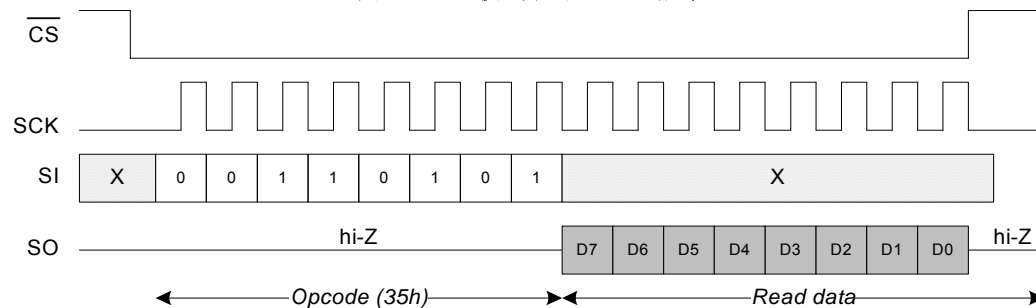 CS
SCK
SI X 0 0 1 1 0 1 0 1 X
SO hi-Z D7 D6 D5 D4 D3 D2 D1 D0 hi-Z
Opcode (35h) Read data